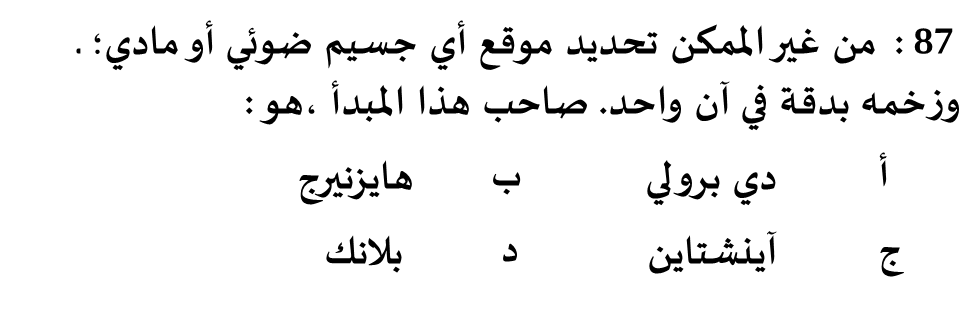 87 : من غير الممكن تحديد موقع أي جسيم ضوئي أو مادي؛ .
وزخمه بدقة في آن واحد. صاحب هذا المبدأ ،هو :
أ دي برولي ب هايزنيرج
ج آينشتاين د بلانك